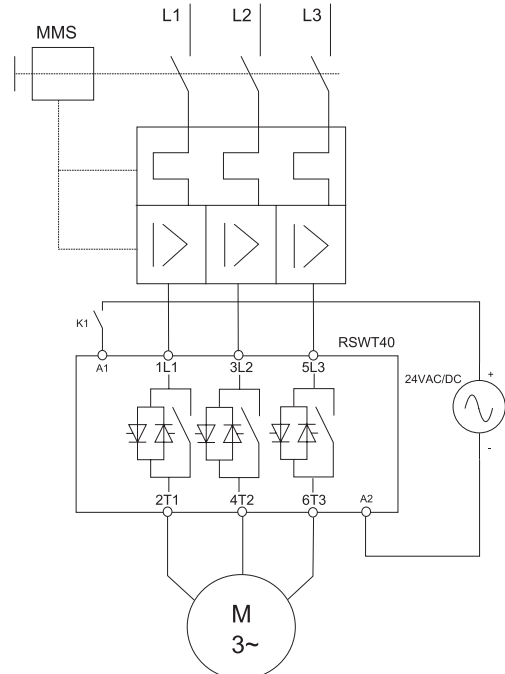 L1 L2 L3
MMS
K1
RSWT40
A1 1L1 3L2 5L3
24VAC/DC
+
-
2T1 4T2 6T3 A2
M
3~